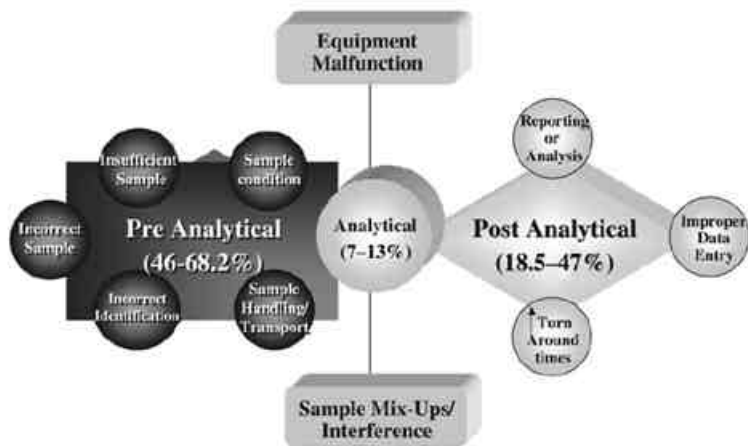 Equipment
Malfunction
Insufficient
Sample
Sample
condition
Incorrect
Sample
Pre Analytical
(46-68.2%)
Incorrect
Identification
Sample
Handling/
Transport
Analytical
(7–13%)
Reporting
or
Analysis
Post Analytical
(18.5–47%)
Improper
Data
Entry
Turn
Around
times
Sample Mix-Ups/
Interference